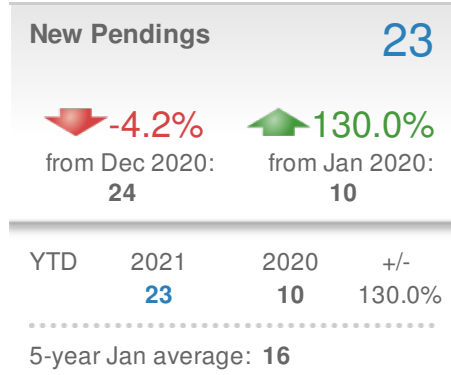 New Pendings 23
-4.2% 130.0%
from Dec 2020: from Jan 2020:
24 10
YTD 2021 2020 +/-
23 10 130.0%
5-year Jan average: 16